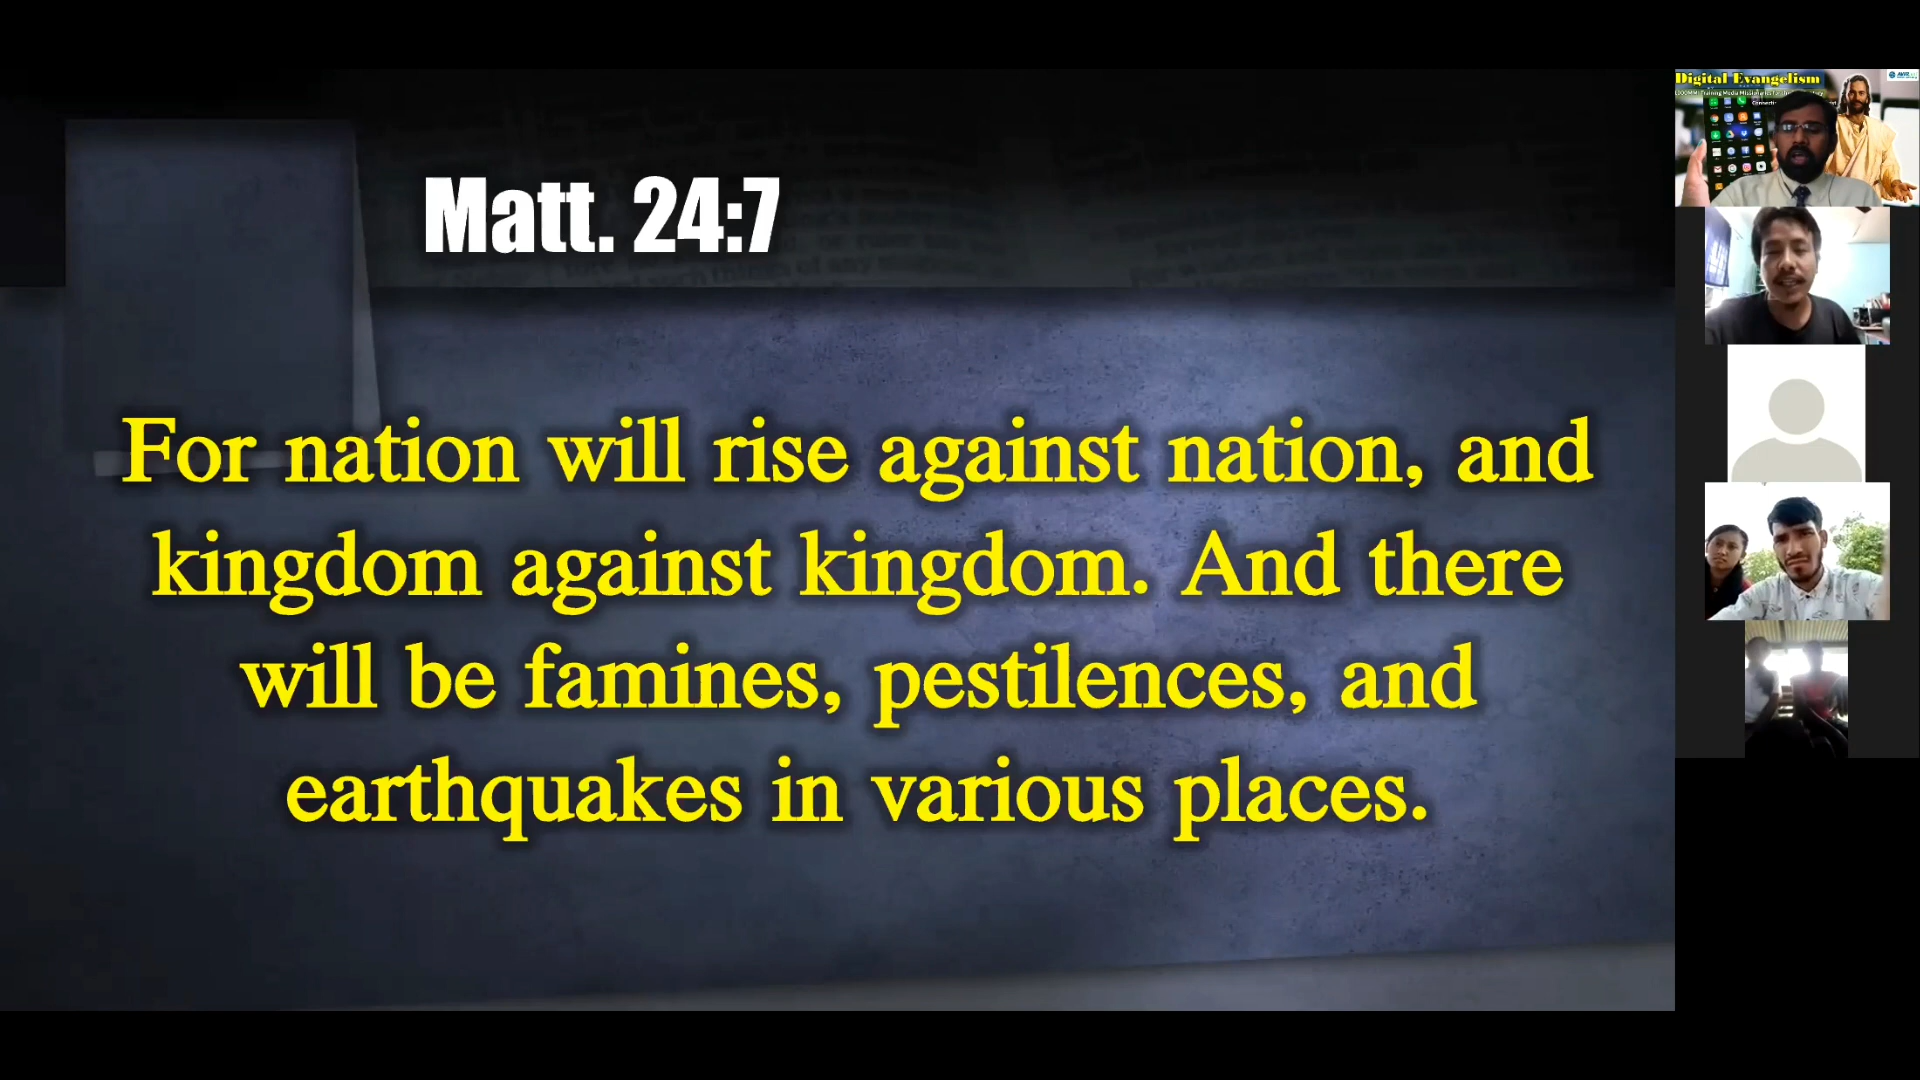 Matt. 24:7
For nation will rise against nation, and
kingdom against kingdom. And there
will be famines, pestilences, and
earthquakes in various places.
Digital Evangelism